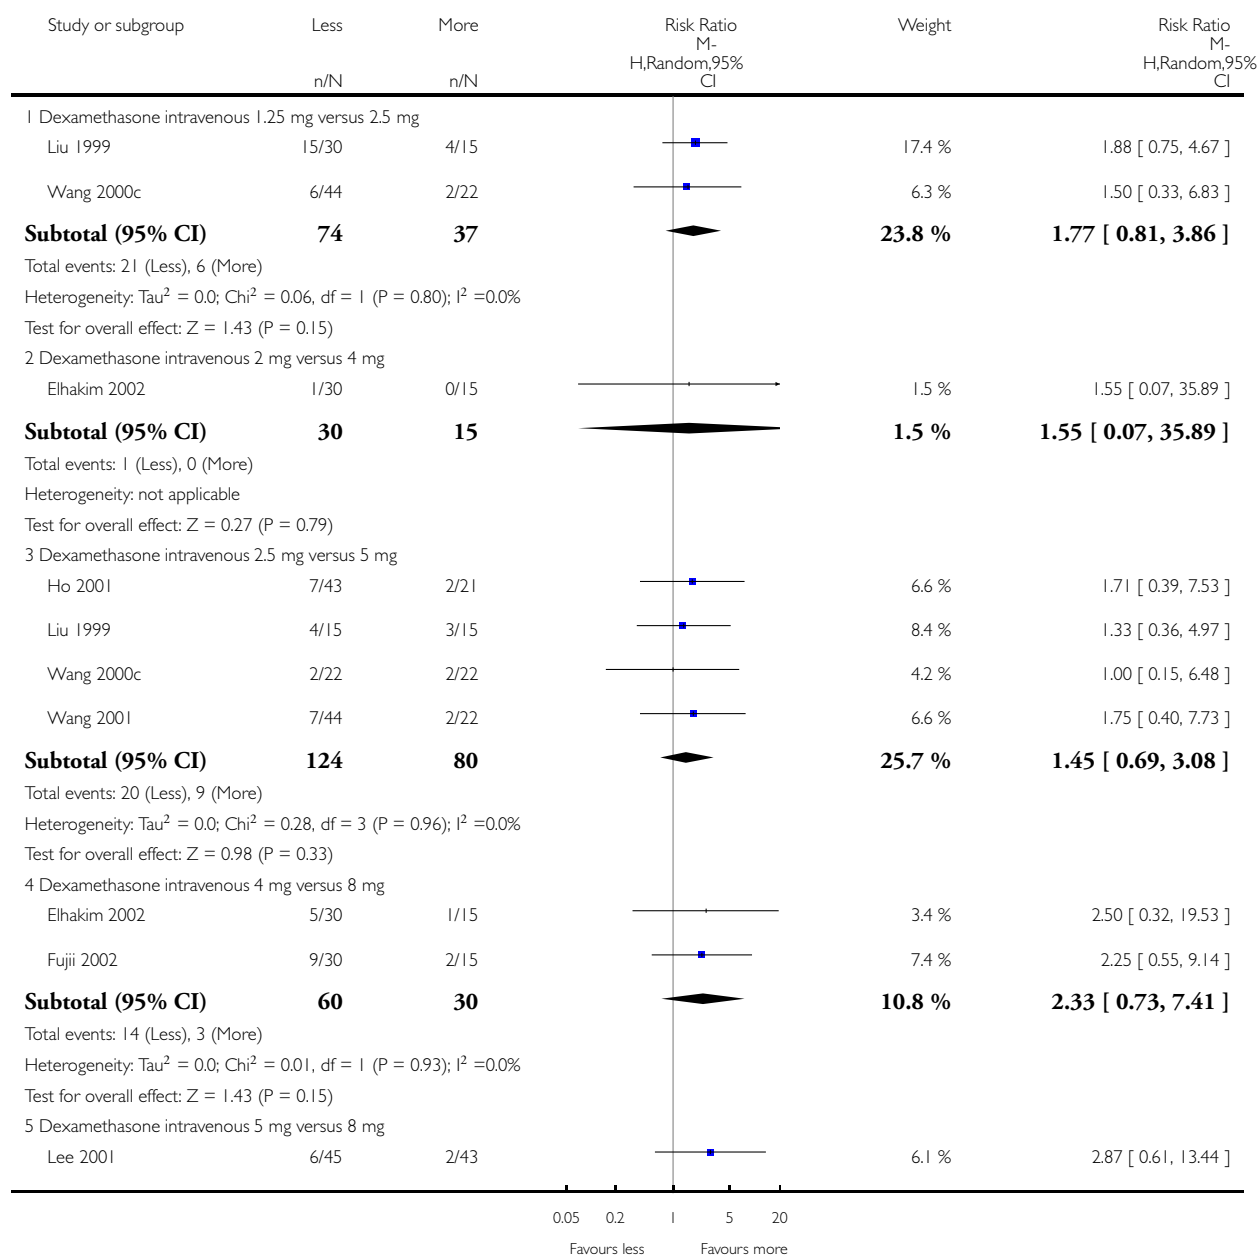 Study or subgroup Less More Risk Ratio Weight Risk Ratio
M- M-
H,Random,95% H,Random,95%
n/N n/N CI CI
1 Dexamethasone intravenous 1.25 mg versus 2.5 mg
Liu 1999 15/30 4/15 17.4 % 1.88 [ 0.75, 4.67 ]
Wang 2000c 6/44 2/22 6.3 % 1.50 [ 0.33, 6.83 ]
Subtotal (95% CI) 74 37 23.8 % 1.77 [ 0.81, 3.86 ]
Total events: 21 (Less), 6 (More)
Heterogeneity: Tau² = 0.0; Chi² = 0.06, df = 1 (P = 0.80); I² =0.0%
Test for overall effect: Z = 1.43 (P = 0.15)
2 Dexamethasone intravenous 2 mg versus 4 mg
Elhakim 2002 1/30 0/15 1.5 % 1.55 [ 0.07, 35.89 ]
Subtotal (95% CI) 30 15 1.5 % 1.55 [ 0.07, 35.89 ]
Total events: 1 (Less), 0 (More)
Heterogeneity: not applicable
Test for overall effect: Z = 0.27 (P = 0.79)
3 Dexamethasone intravenous 2.5 mg versus 5 mg
Ho 2001 7/43 2/21 6.6 % 1.71 [ 0.39, 7.53 ]
Liu 1999 4/15 3/15 8.4 % 1.33 [ 0.36, 4.97 ]
Wang 2000c 2/22 2/22 4.2 % 1.00 [ 0.15, 6.48 ]
Wang 2001 7/44 2/22 6.6 % 1.75 [ 0.40, 7.73 ]
Subtotal (95% CI) 124 80 25.7 % 1.45 [ 0.69, 3.08 ]
Total events: 20 (Less), 9 (More)
Heterogeneity: Tau² = 0.0; Chi² = 0.28, df = 3 (P = 0.96); I² =0.0%
Test for overall effect: Z = 0.98 (P = 0.33)
4 Dexamethasone intravenous 4 mg versus 8 mg
Elhakim 2002 5/30 1/15 3.4 % 2.50 [ 0.32, 19.53 ]
Fujii 2002 9/30 2/15 7.4 % 2.25 [ 0.55, 9.14 ]
Subtotal (95% CI) 60 30 10.8 % 2.33 [ 0.73, 7.41 ]
Total events: 14 (Less), 3 (More)
Heterogeneity: Tau² = 0.0; Chi² = 0.01, df = 1 (P = 0.93); I² =0.0%
Test for overall effect: Z = 1.43 (P = 0.15)
5 Dexamethasone intravenous 5 mg versus 8 mg
Lee 2001 6/45 2/43 6.1 % 2.87 [ 0.61, 13.44 ]
0.05 0.2 1 5 20
Favours less Favours more